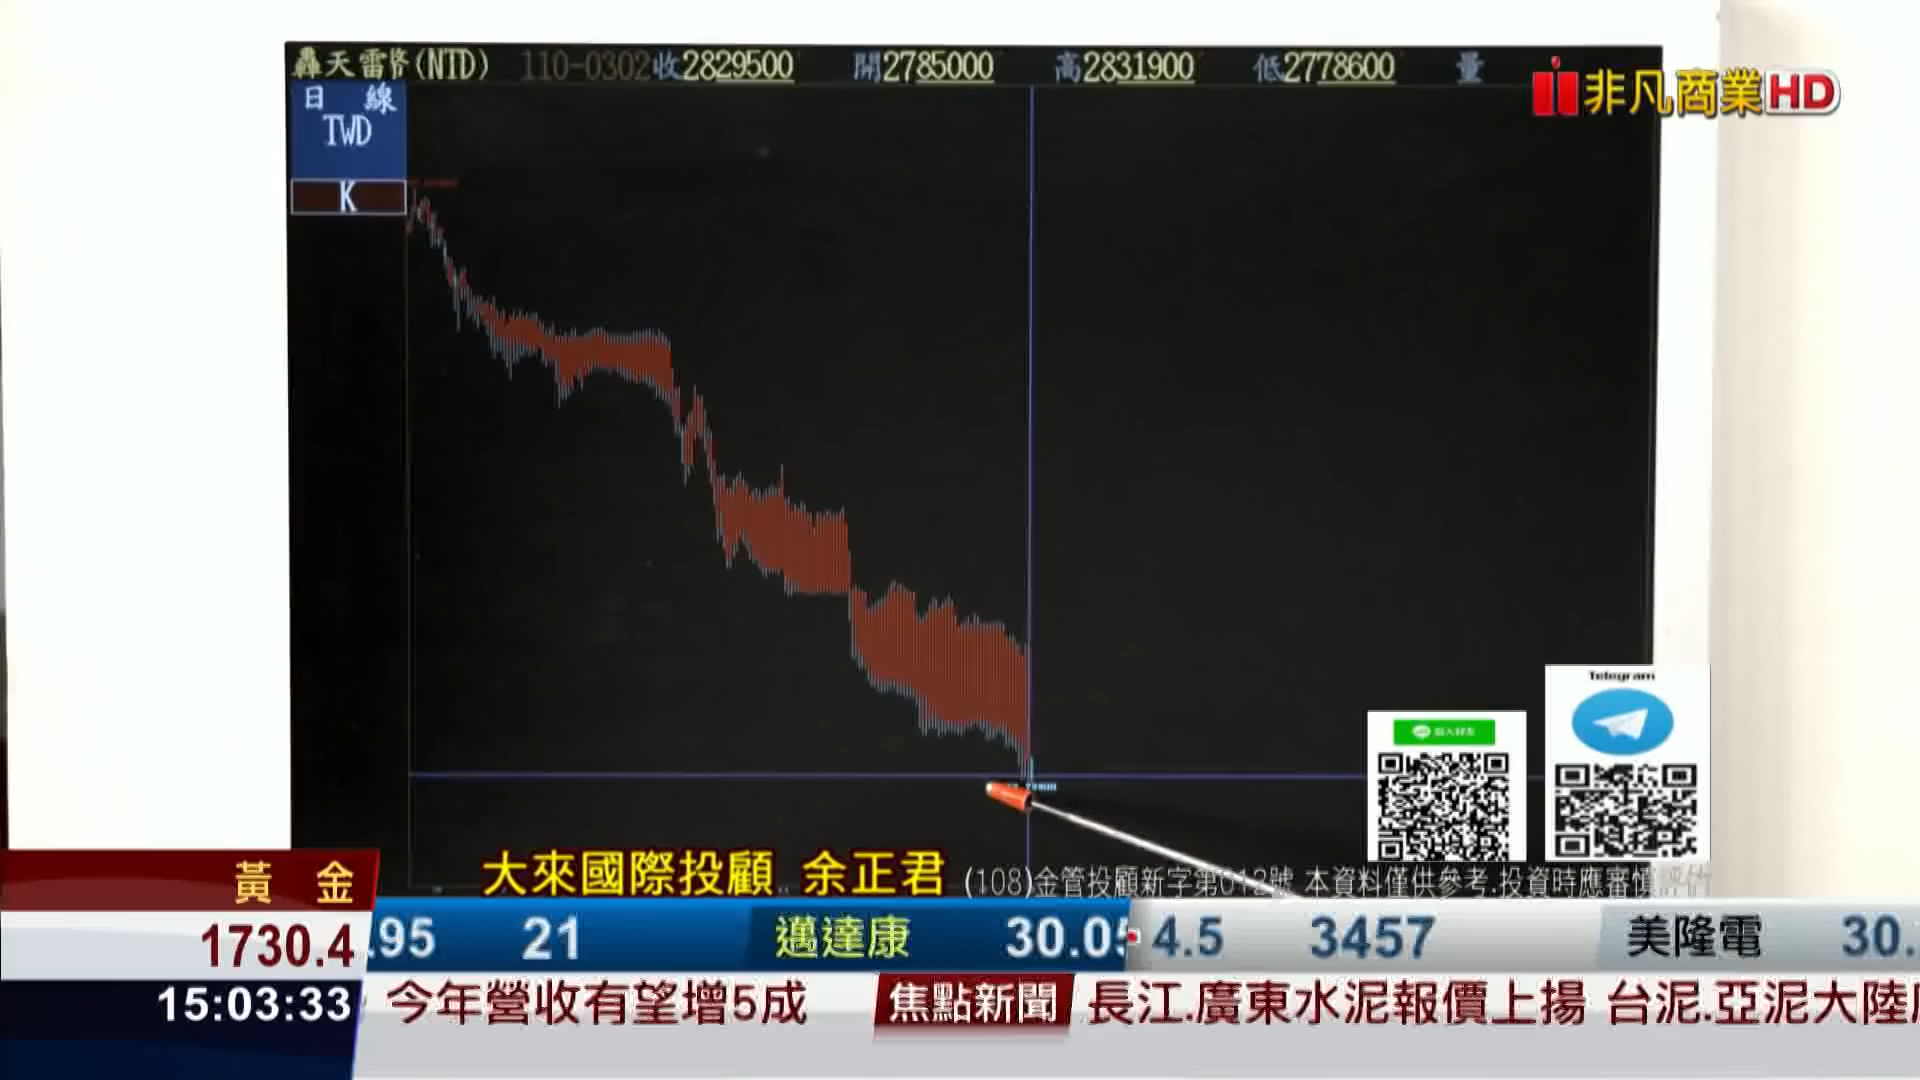 轟天雷幣(NTD) 110-0302收2829500 開2785000 高2831900 低2778600 量
日 線
TWD
K
非凡商業HD
Telegram
加入好友
大來國際投顧 余正君 (108)金管投顧新字第012號 本資料僅供參考.投資時應審慎評估
黃 金
1730.4
.95 21 邁達康 30.05 4.5 3457 美隆電 30.
15:03:33
今年營收有望增5成 焦點新聞 長江.廣東水泥報價上揚 台泥.亞泥大陸